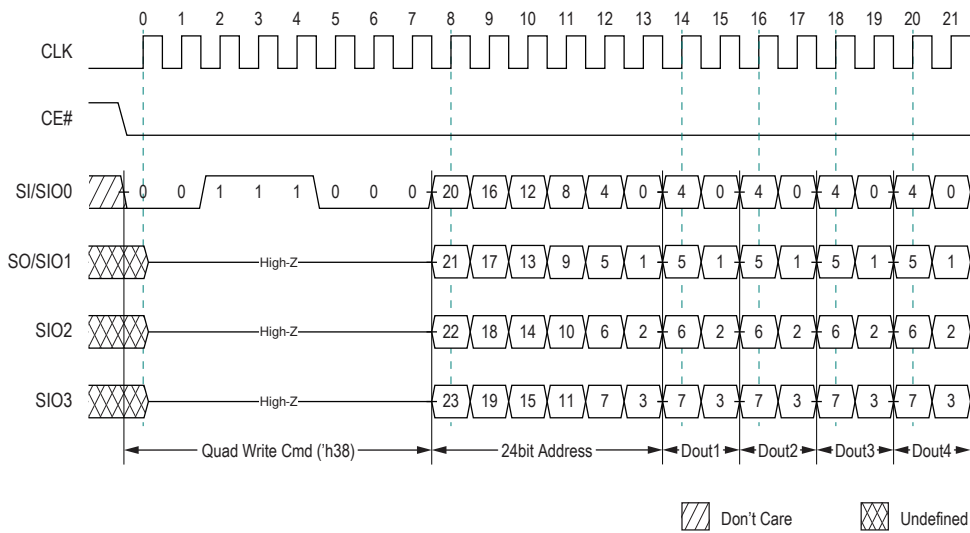 0 1 2 3 4 5 6 7 8 9 10 11 12 13 14 15 16 17 18 19 20 21
CLK
CE#
SI/SIO0 0 0 1 1 1 0 0 0 20 16 12 8 4 0 4 0 4 0 4 0 4 0
SO/SIO1 High-Z 21 17 13 9 5 1 5 1 5 1 5 1 5 1
SIO2 High-Z 22 18 14 10 6 2 6 2 6 2 6 2 6 2
SIO3 High-Z 23 19 15 11 7 3 7 3 7 3 7 3 7 3
Quad Write Cmd ('h38) 24bit Address Dout1 Dout2 Dout3 Dout4
Don't Care Undefined